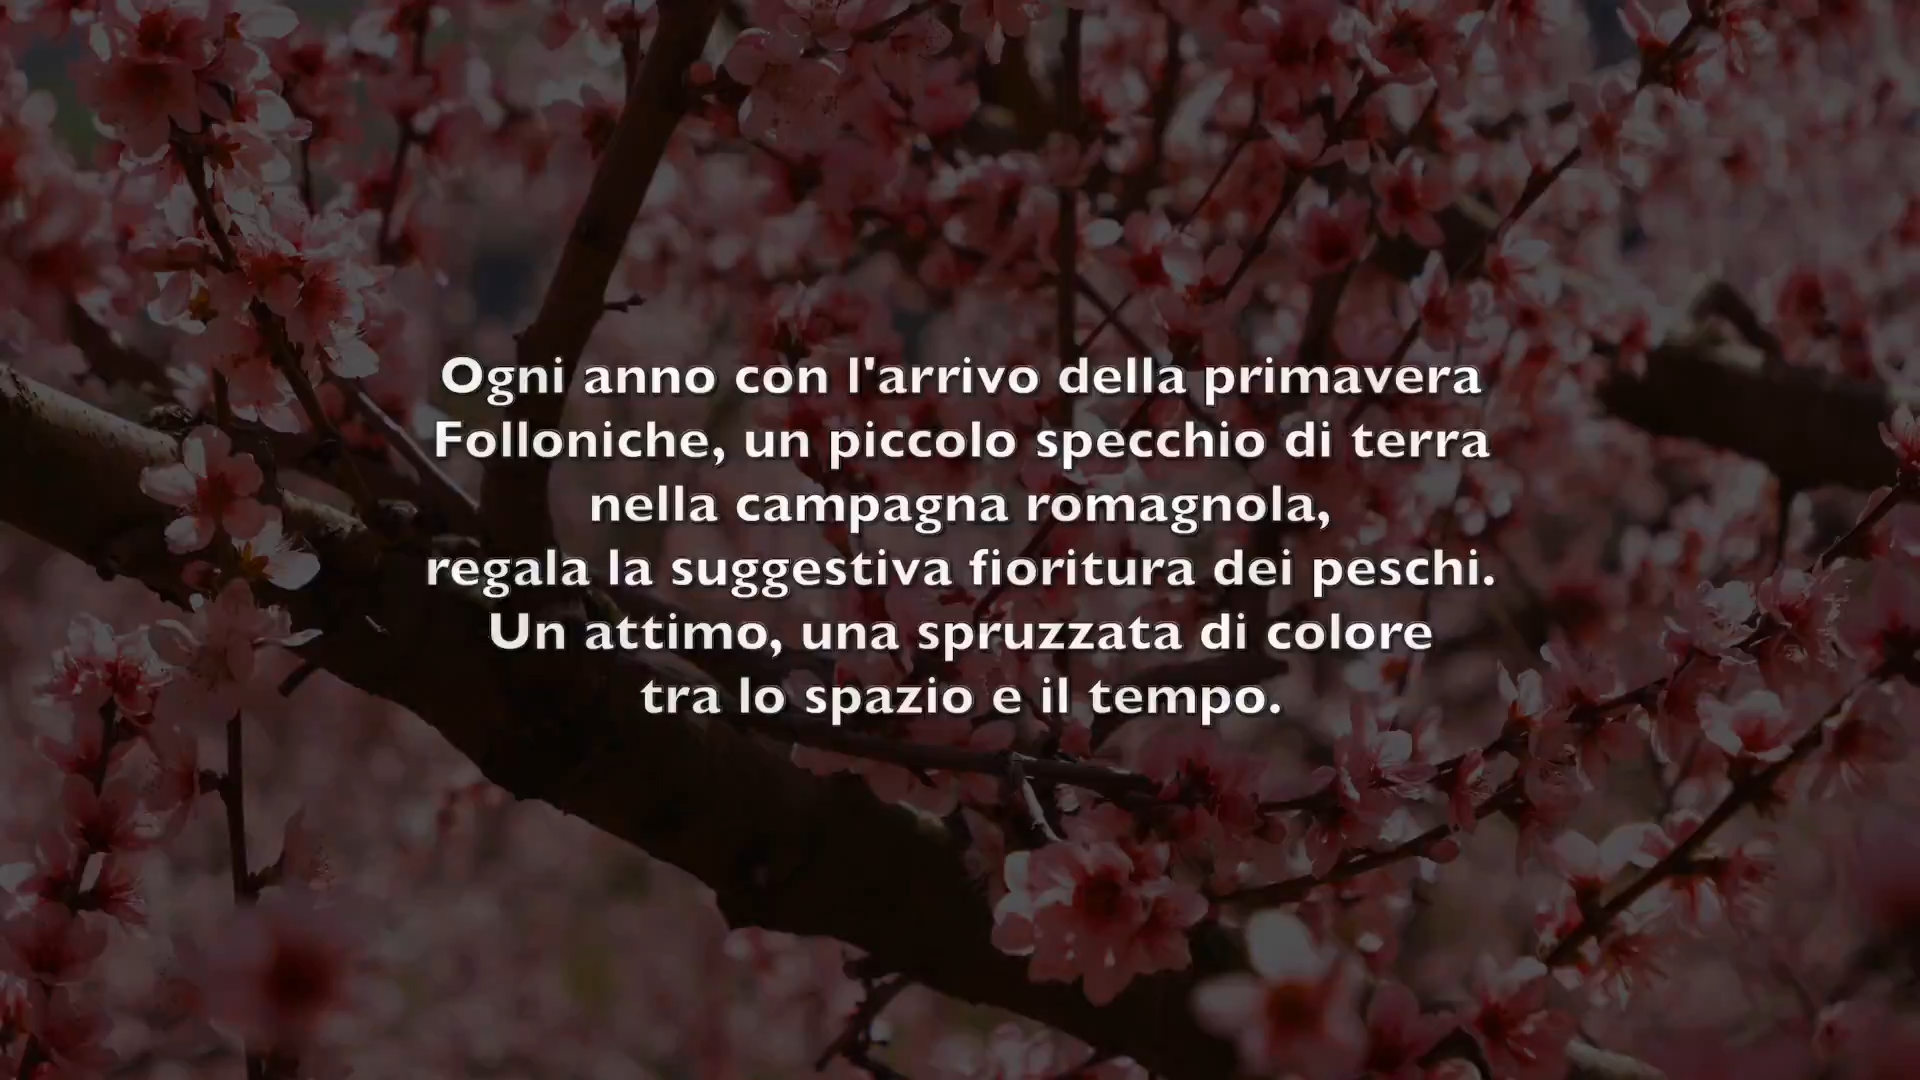 Ogni anno con l'arrivo della primavera
Folloniche, un piccolo specchio di terra
nella campagna romagnola,
regala la suggestiva fioritura dei peschi.
Un attimo, una spruzzata di colore
tra lo spazio e il tempo.